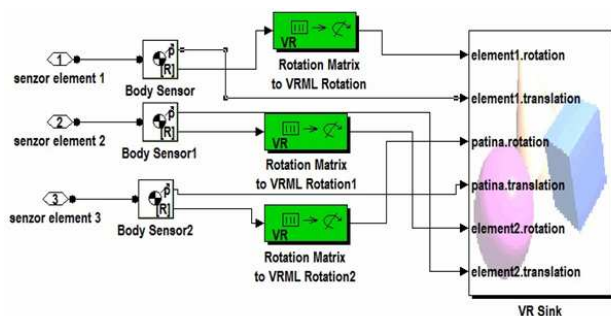 1
senzor element 1
p
[R]
Body Sensor
VR
Rotation Matrix
to VRML Rotation
2
senzor element 2
p
[R]
Body Sensor1
VR
Rotation Matrix
to VRML Rotation1
3
senzor element 3
p
[R]
Body Sensor2
VR
Rotation Matrix
to VRML Rotation2
element1.rotation
element1.translation
patina.rotation
patina.translation
element2.rotation
element2.translation
VR Sink